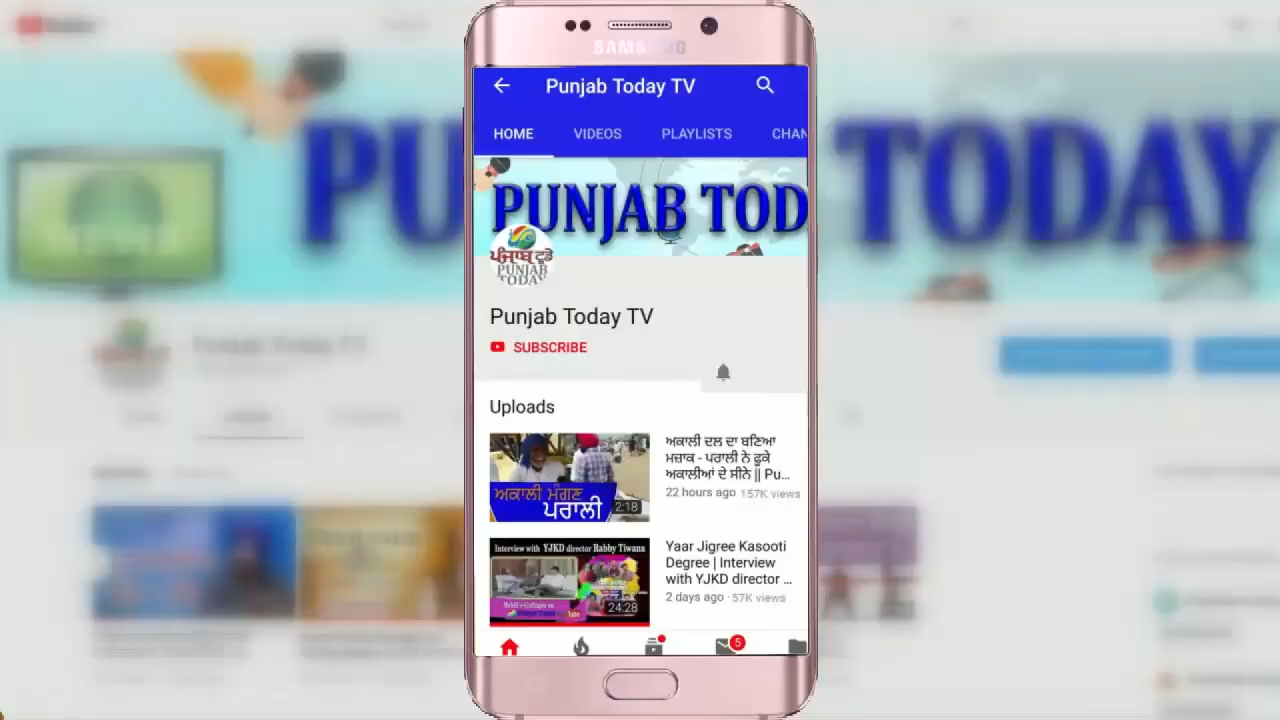 SAMSUNG
Punjab Today TV
HOME VIDEOS PLAYLISTS CHAN
PUNJAB TOD
ਪੰਜਾਬ ਟੂਡੇ
PUNJAB
TODAY
PU
TODAY
Punjab Today TV
SUBSCRIBE
Uploads
ਅਕਾਲੀ ਮੰਗਣ
ਪਰਾਲੀ
2:18
ਅਕਾਲੀ ਦਲ ਦਾ ਬਣਿਆ
ਮਜ਼ਾਕ - ਪਰਾਲੀ ਨੇ ਫੂਕੇ
ਅਕਾਲੀਆਂ ਦੇ ਸੀਨੇ || Pu...
22 hours ago 157K views
Interview with YJKD director Rabby Tiwana
24:28
Yaar Jigree Kasooti
Degree | Interview
with YJKD director ...
2 days ago · 57K views
5